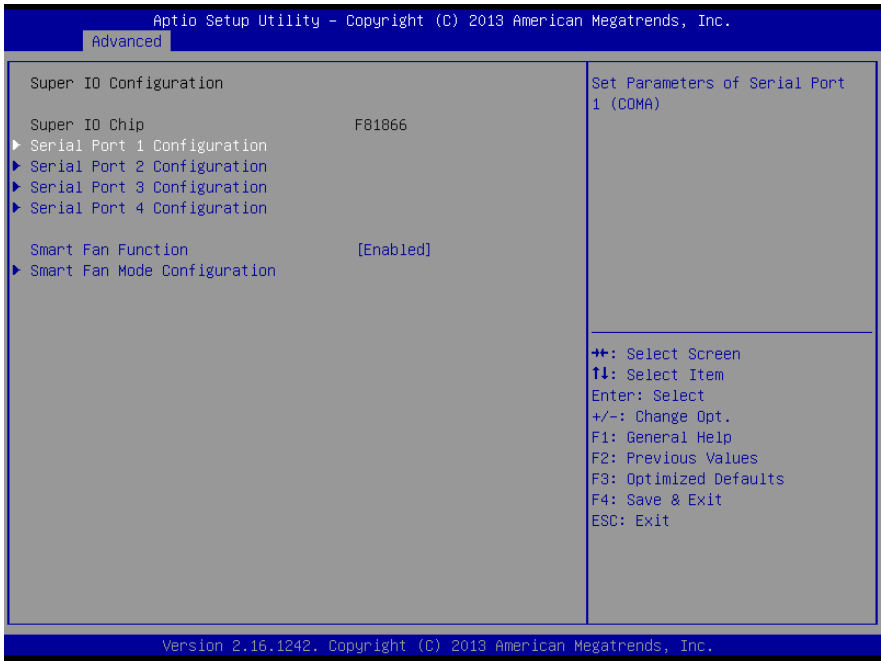 Aptio Setup Utility – Copyright (C) 2013 American Megatrends, Inc.
Advanced
Super IO Configuration
Super IO Chip F81866
Serial Port 1 Configuration
Serial Port 2 Configuration
Serial Port 3 Configuration
Serial Port 4 Configuration
Smart Fan Function [Enabled]
Smart Fan Mode Configuration
Set Parameters of Serial Port
1 (COMA)
→←: Select Screen
↑↓: Select Item
Enter: Select
+/-: Change Opt.
F1: General Help
F2: Previous Values
F3: Optimized Defaults
F4: Save & Exit
ESC: Exit
Version 2.16.1242. Copyright (C) 2013 American Megatrends, Inc.